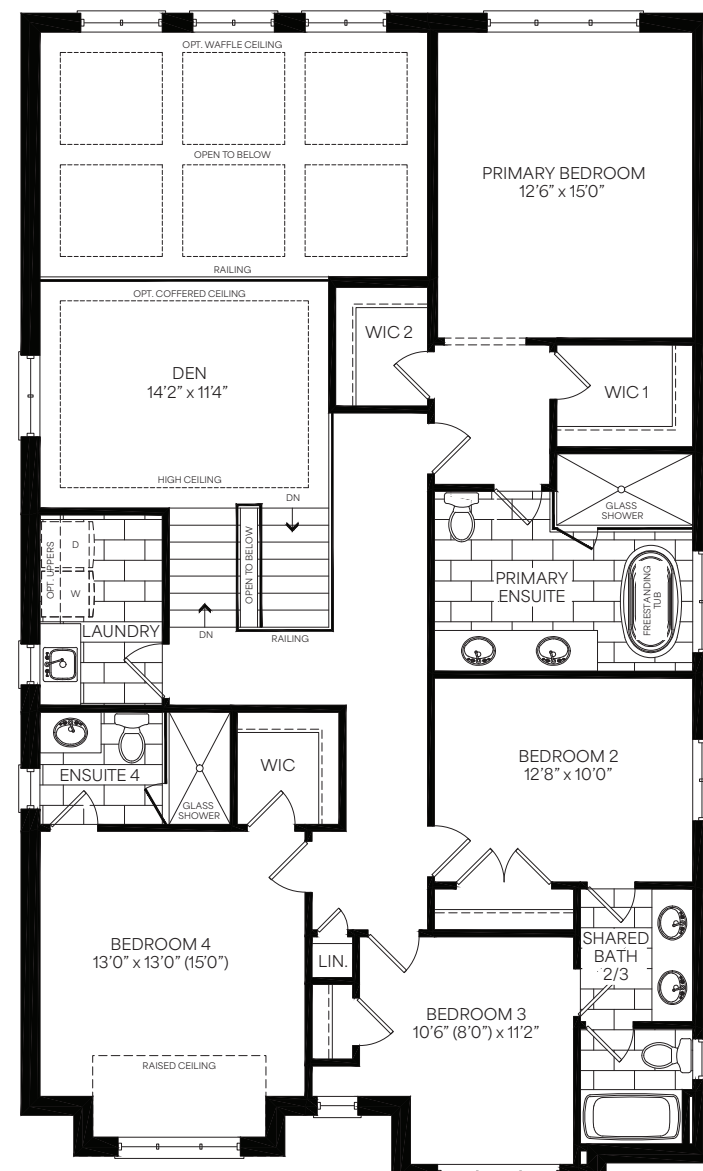 OPT. WAFFLE CEILING
OPEN TO BELOW
RAILING
PRIMARY BEDROOM
12'6" x 15'0"
OPT. COFFERED CEILING
DEN
14'2" x 11'4"
HIGH CEILING
WIC 2
WIC 1
DN
OPEN TO BELOW
DN
RAILING
GLASS
SHOWER
PRIMARY
ENSUITE
FREESTANDING
TUB
OPT. UPPERS
D
W
LAUNDRY
ENSUITE 4
GLASS
SHOWER
WIC
BEDROOM 2
12'8" x 10'0"
BEDROOM 4
13'0" x 13'0" (15'0")
LIN.
SHARED
BATH
2/3
BEDROOM 3
10'6" (8'0") x 11'2"
RAISED CEILING